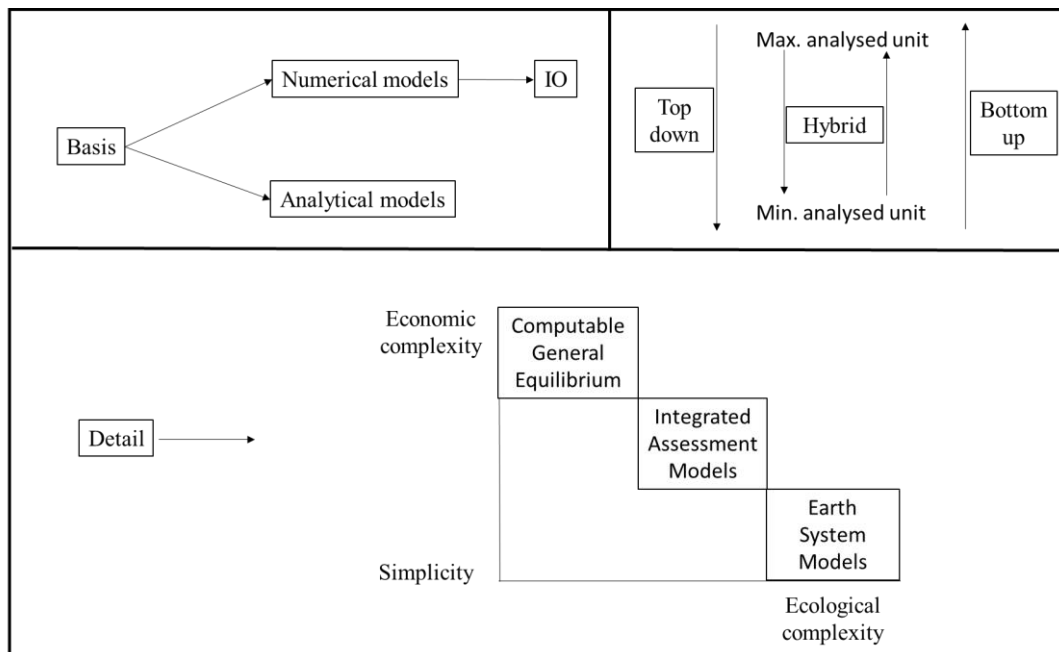 Numerical models
IO
Basis
Analytical models
Max. analysed unit
Top
down
Hybrid
Bottom
up
Min. analysed unit
Economic
complexity
Computable
General
Equilibrium
Detail
Integrated
Assessment
Models
Earth
System
Models
Simplicity
Ecological
complexity